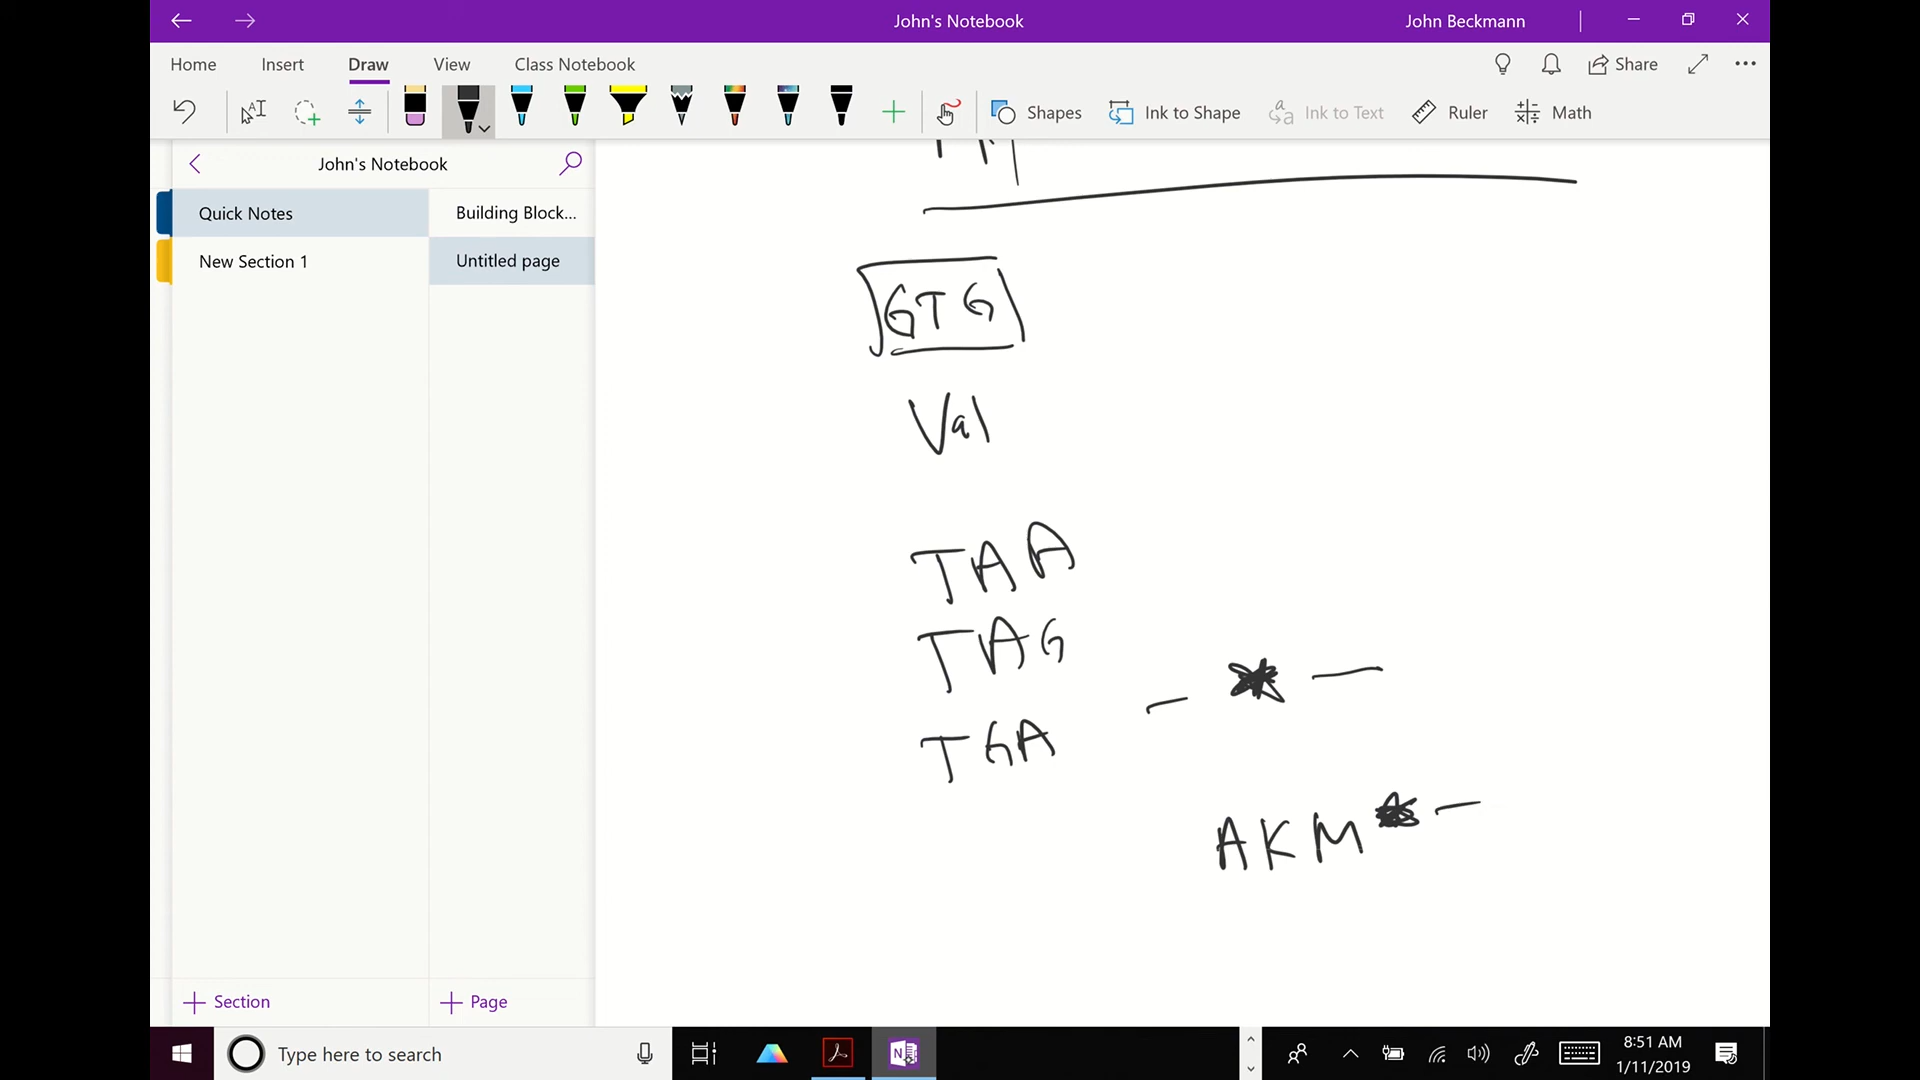 John's Notebook
John Beckmann
Home Insert Draw View Class Notebook
Share
Shapes Ink to Shape Ink to Text Ruler Math
John's Notebook
Quick Notes
Building Block...
New Section 1
Untitled page
GTG
Val
TAA
TAG
TGA
- * -
AKM* -
Section
Page
Type here to search
8:51 AM
1/11/2019